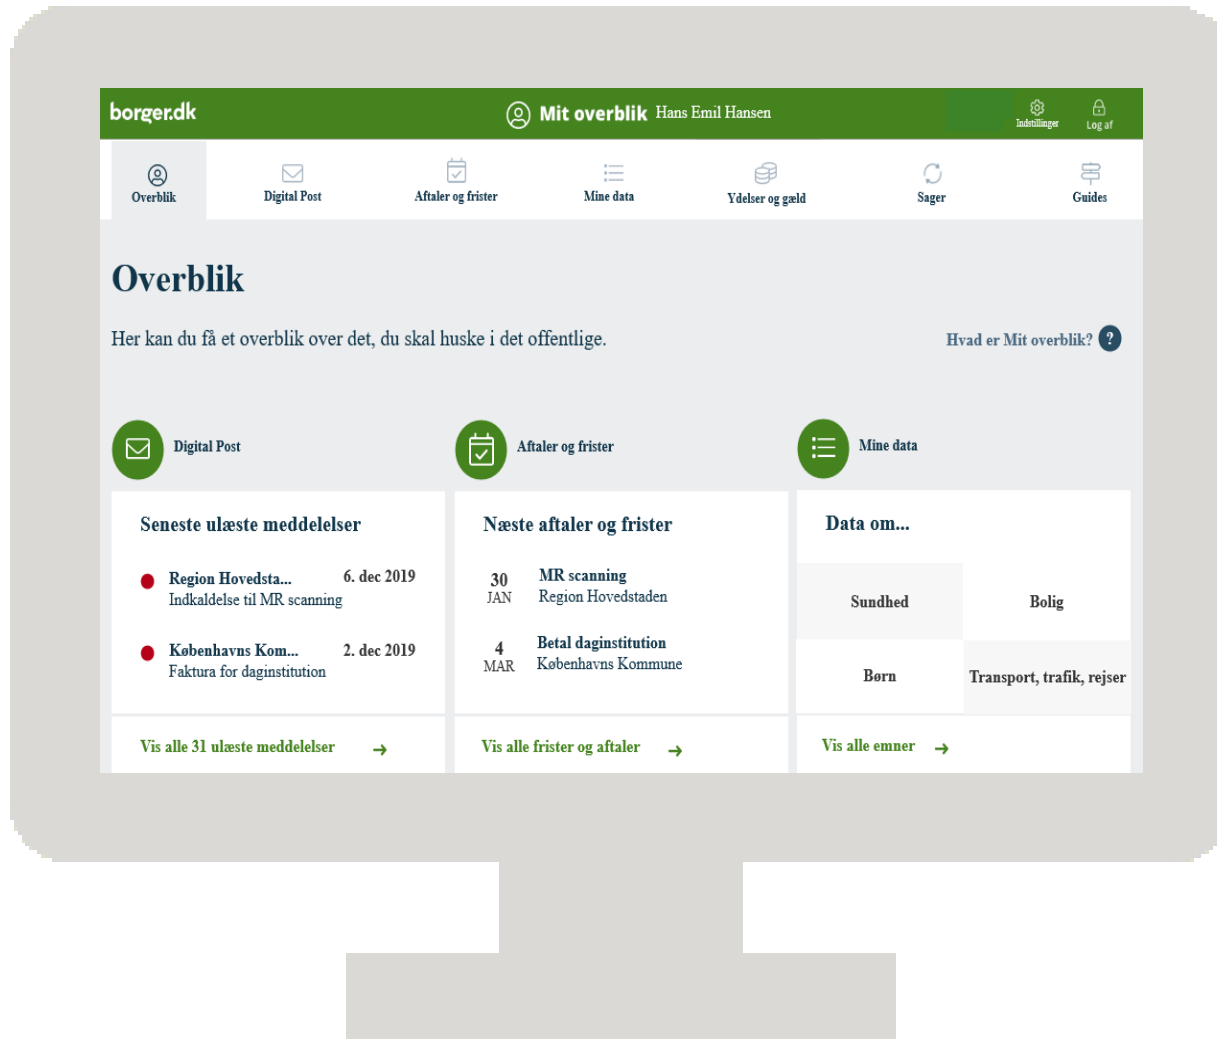 borger.dk
Mit overblik Hans Emil Hansen
Indstillinger
Log af
Overblik
Digital Post
Aftaler og frister
Mine data
Ydelser og gæld
Sager
Guides
Overblik
Her kan du få et overblik over det, du skal huske i det offentlige.
Hvad er Mit overblik? ?
Digital Post
Seneste ulæste meddelelser
Region Hovedsta... 6. dec 2019
Indkaldelse til MR scanning
Københavns Kom... 2. dec 2019
Faktura for daginstitution
Vis alle 31 ulæste meddelelser →
Aftaler og frister
Næste aftaler og frister
30 MR scanning
JAN Region Hovedstaden
4 Betal daginstitution
MAR Københavns Kommune
Vis alle frister og aftaler →
Mine data
Data om...
Sundhed Bolig
Børn Transport, trafik, rejser
Vis alle emner →